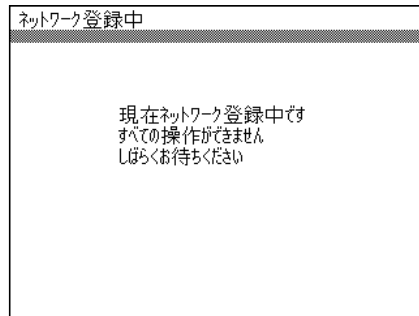 ネットワーク登録中
現在ネットワーク登録中です
すべての操作ができません
しばらくお待ちください